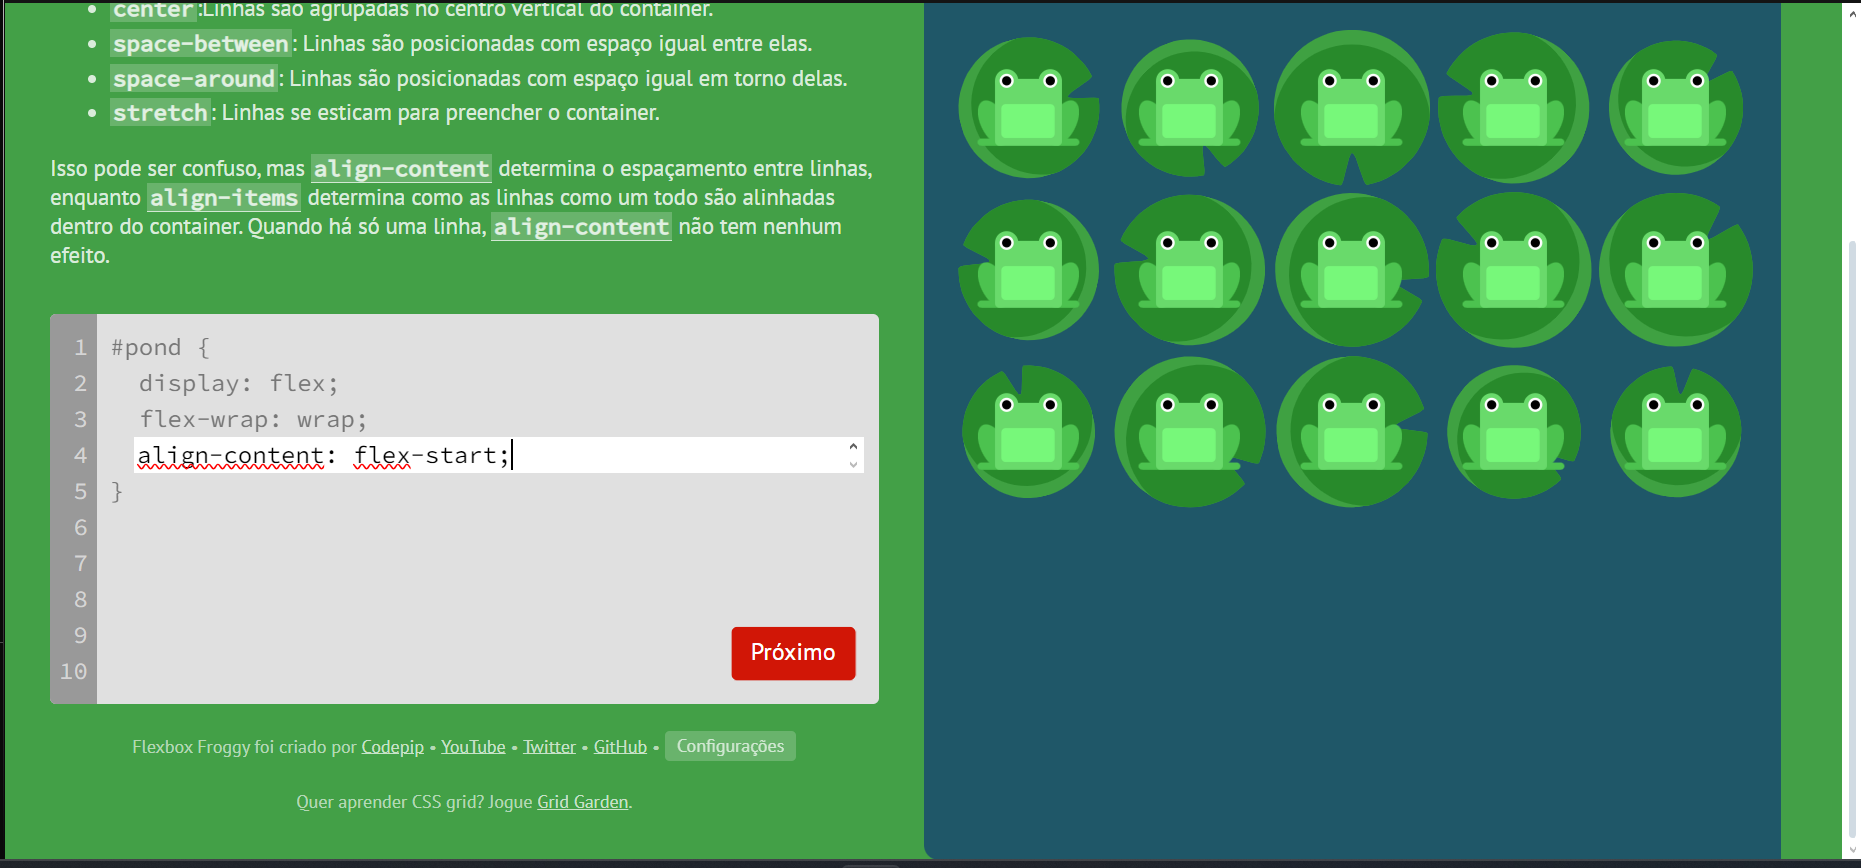 center:Linhas são agrupadas no centro vertical do container.
space-between: Linhas são posicionadas com espaço igual entre elas.
space-around: Linhas são posicionadas com espaço igual em torno delas.
stretch: Linhas se esticam para preencher o container.
Isso pode ser confuso, mas align-content determina o espaçamento entre linhas,
enquanto align-items determina como as linhas como um todo são alinhadas
dentro do container. Quando há só uma linha, align-content não tem nenhum
efeito.
1 #pond {
2 display: flex;
3 flex-wrap: wrap;
4 align-content: flex-start;
5 }
6
7
8
9
10
Próximo
Flexbox Froggy foi criado por Codepip • YouTube • Twitter • GitHub • Configurações
Quer aprender CSS grid? Jogue Grid Garden.